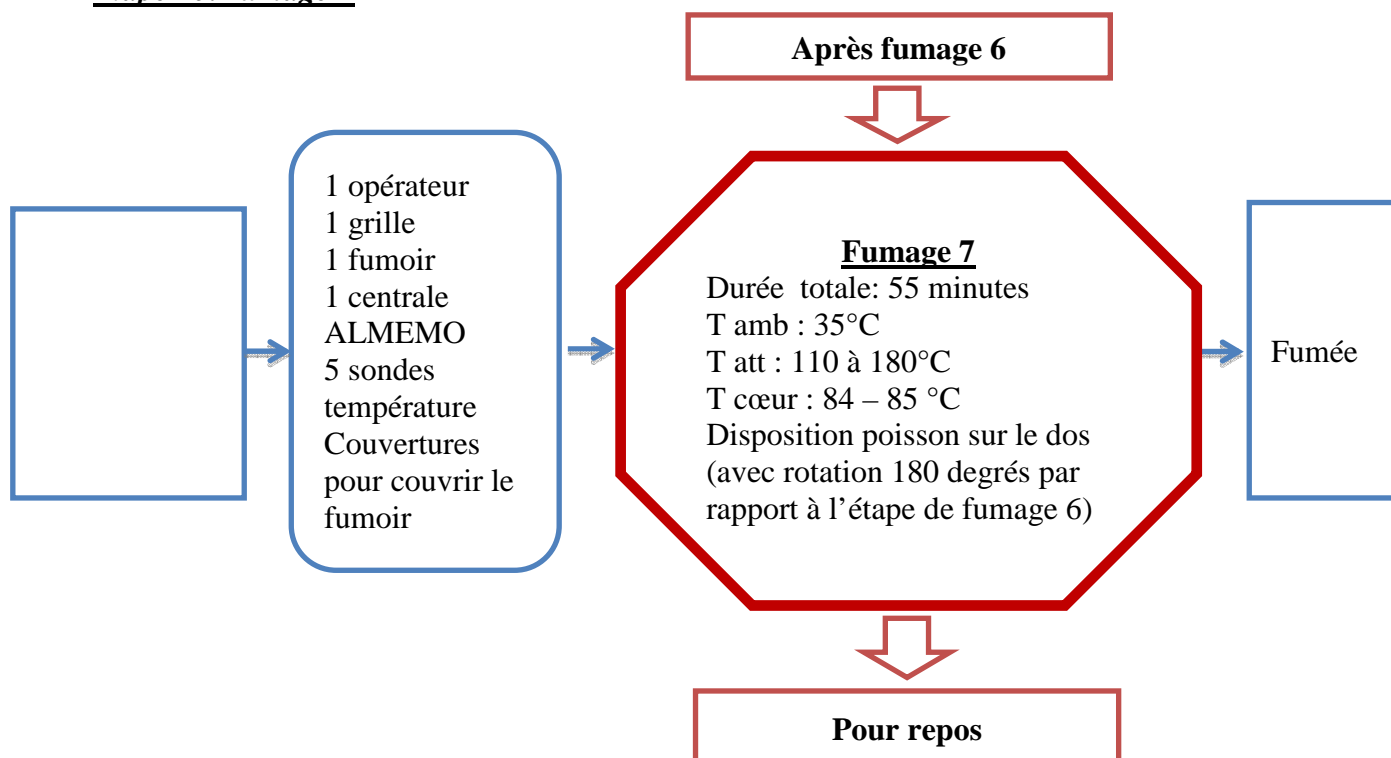 Après fumage 6
1 opérateur
1 grille
1 fumoir
1 centrale
ALMEMO
5 sondes
température
Couvertures
pour couvrir le
fumoir
Fumage 7
Durée totale: 55 minutes
T amb : 35°C
T att : 110 à 180°C
T cœur : 84 – 85 °C
Disposition poisson sur le dos
(avec rotation 180 degrés par
rapport à l’étape de fumage 6)
Fumée
Pour repos